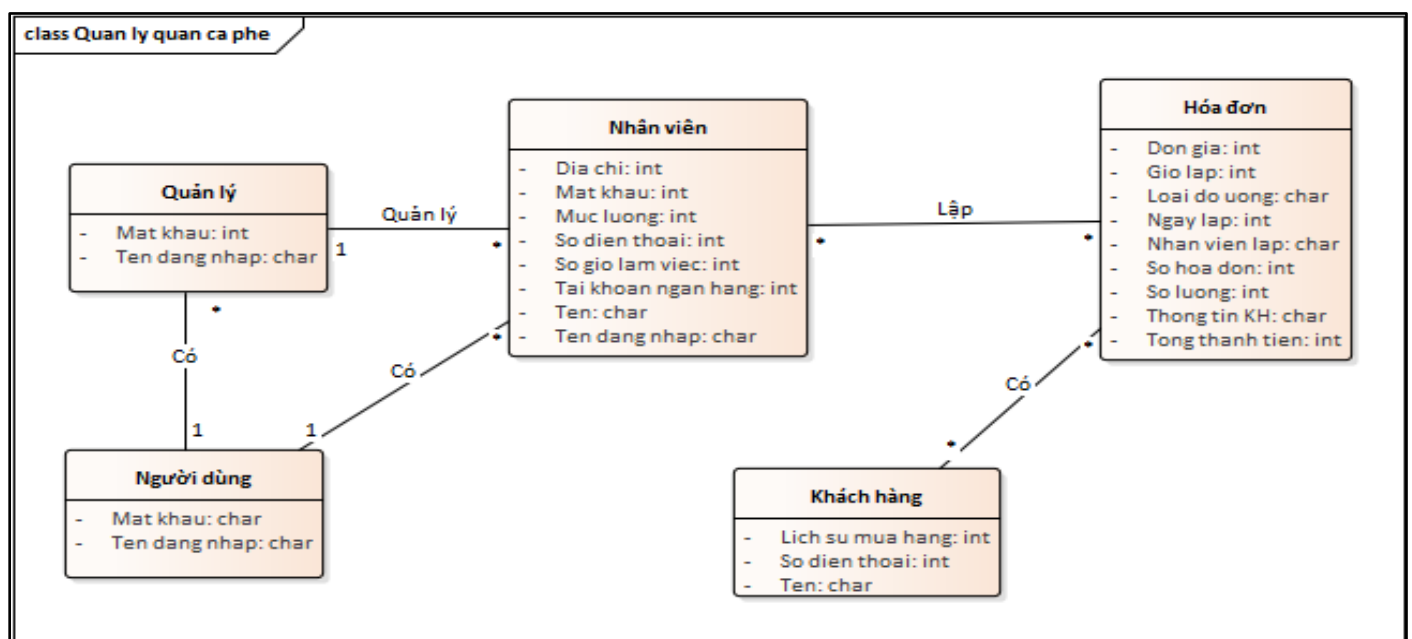 class Quan ly quan ca phe
Quản lý
- Mat khau: int
- Ten dang nhap: char
Quản lý
1
*
Nhân viên
- Dia chi: int
- Mat khau: int
- Muc luong: int
- So dien thoai: int
- So gio lam viec: int
- Tai khoan ngan hang: int
- Ten: char
- Ten dang nhap: char
Lập
*
*
Hóa đơn
- Don gia: int
- Gio lap: int
- Loai do uong: char
- Ngay lap: int
- Nhan vien lap: char
- So hoa don: int
- So luong: int
- Thong tin KH: char
- Tong thanh tien: int
*
Có
1
*
Có
1
*
Có
*
Người dùng
- Mat khau: char
- Ten dang nhap: char
Khách hàng
- Lich su mua hang: int
- So dien thoai: int
- Ten: char